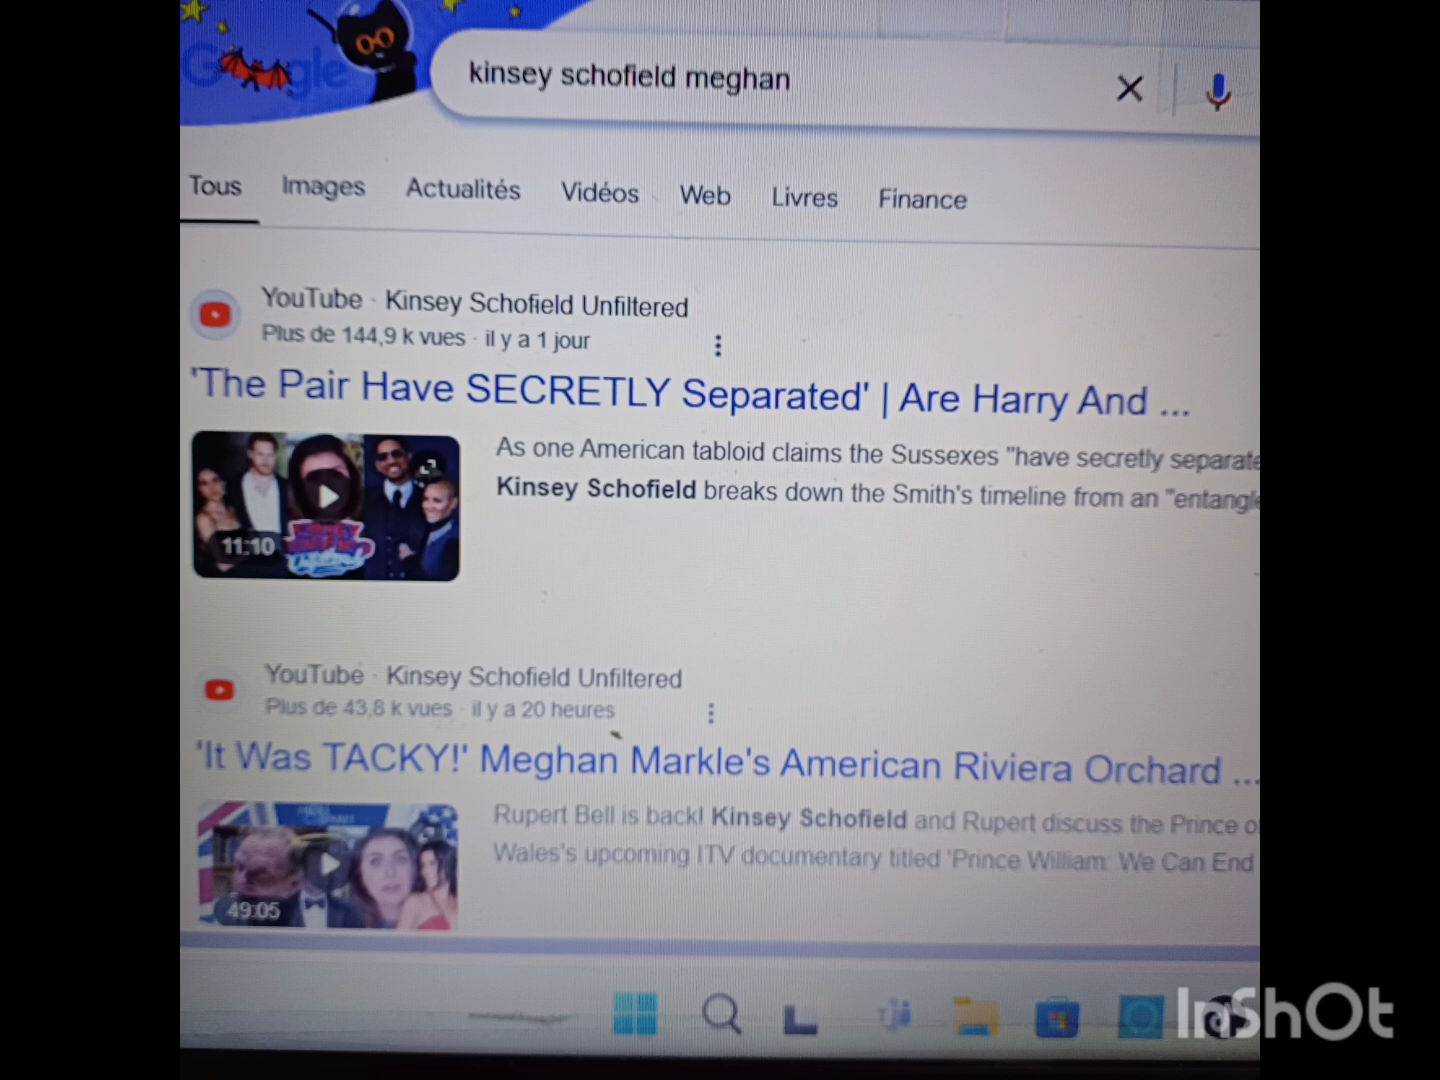 Google
kinsey schofield meghan
Tous Images Actualités Vidéos Web Livres Finance
YouTube · Kinsey Schofield Unfiltered
Plus de 144,9 k vues · il y a 1 jour
'The Pair Have SECRETLY Separated' | Are Harry And ...
As one American tabloid claims the Sussexes "have secretly separate
Kinsey Schofield breaks down the Smith's timeline from an "entangle
11:10
YouTube · Kinsey Schofield Unfiltered
Plus de 43,8 k vues · il y a 20 heures
'It Was TACKY!' Meghan Markle's American Riviera Orchard ...
Rupert Bell is back! Kinsey Schofield and Rupert discuss the Prince o
Wales's upcoming ITV documentary titled 'Prince William: We Can End
49:05
InShOt